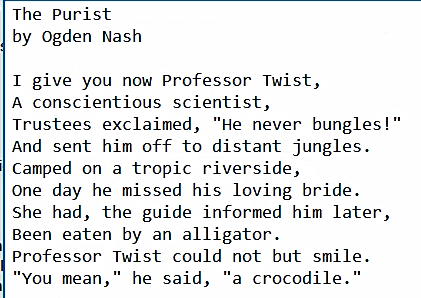 The Purist
by Ogden Nash

I give you now Professor Twist,
A conscientious scientist,
Trustees exclaimed, "He never bungles!"
And sent him off to distant jungles.
Camped on a tropic riverside,
One day he missed his loving bride.
She had, the guide informed him later,
Been eaten by an alligator.
Professor Twist could not but smile.
"You mean," he said, "a crocodile."